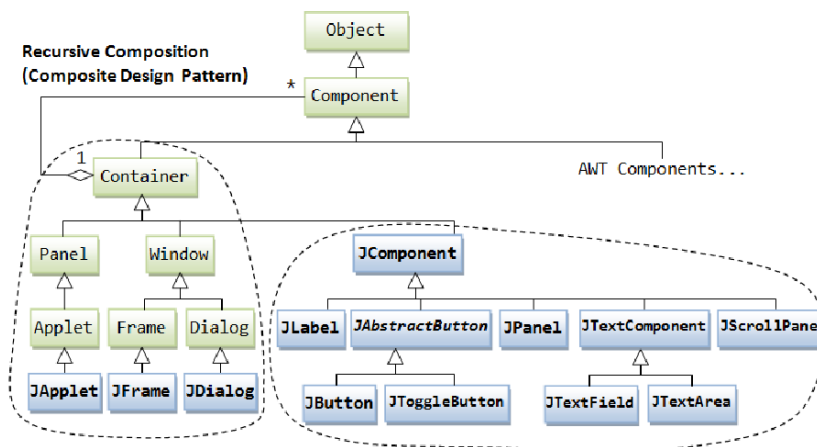 Object
Recursive Composition
(Composite Design Pattern)
*
Component
1
Container
AWT Components...
Panel
Window
JComponent
Applet
Frame
Dialog
JLabel
JAbstractButton
JPanel
JTextComponent
JScrollPane
JApplet
JFrame
JDialog
JButton
JToggleButton
JTextField
JTextArea